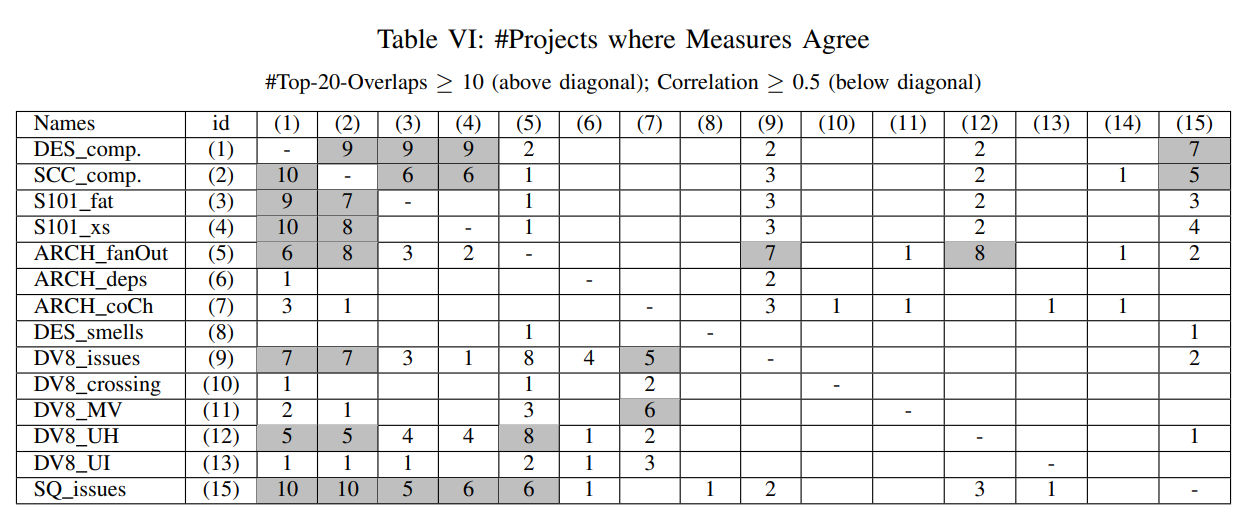 Table VI: #Projects where Measures Agree
#Top-20-Overlaps ≥ 10 (above diagonal); Correlation ≥ 0.5 (below diagonal)
Names id (1) (2) (3) (4) (5) (6) (7) (8) (9) (10) (11) (12) (13) (14) (15)
DES_comp. (1) - 9 9 9 2 2 2 7
SCC_comp. (2) 10 - 6 6 1 3 2 1 5
S101_fat (3) 9 7 - 1 3 2 3
S101_xs (4) 10 8 - 1 3 2 4
ARCH_fanOut (5) 6 8 3 2 - 7 1 8 1 2
ARCH_deps (6) 1 - 2
ARCH_coCh (7) 3 1 - 3 1 1 1 1
DES_smells (8) 1 - 1
DV8_issues (9) 7 7 3 1 8 4 5 - 2
DV8_crossing (10) 1 1 2 -
DV8_MV (11) 2 1 3 6 -
DV8_UH (12) 5 5 4 4 8 1 2 - 1
DV8_UI (13) 1 1 1 2 1 3 -
SQ_issues (15) 10 10 5 6 6 1 1 2 3 1 -